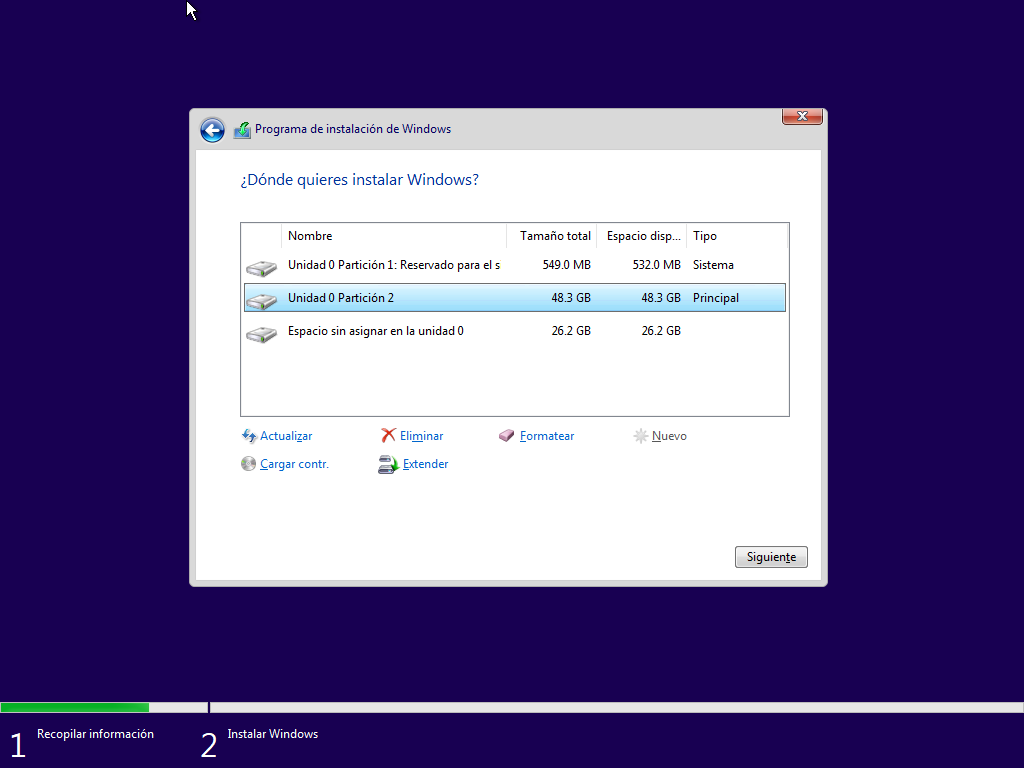 Programa de instalación de Windows
¿Dónde quieres instalar Windows?
Nombre Tamaño total Espacio disp... Tipo
Unidad 0 Partición 1: Reservado para el s 549.0 MB 532.0 MB Sistema
Unidad 0 Partición 2 48.3 GB 48.3 GB Principal
Espacio sin asignar en la unidad 0 26.2 GB 26.2 GB
Actualizar Eliminar Formatear Nuevo
Cargar contr. Extender
Siguiente
1 Recopilar información 2 Instalar Windows